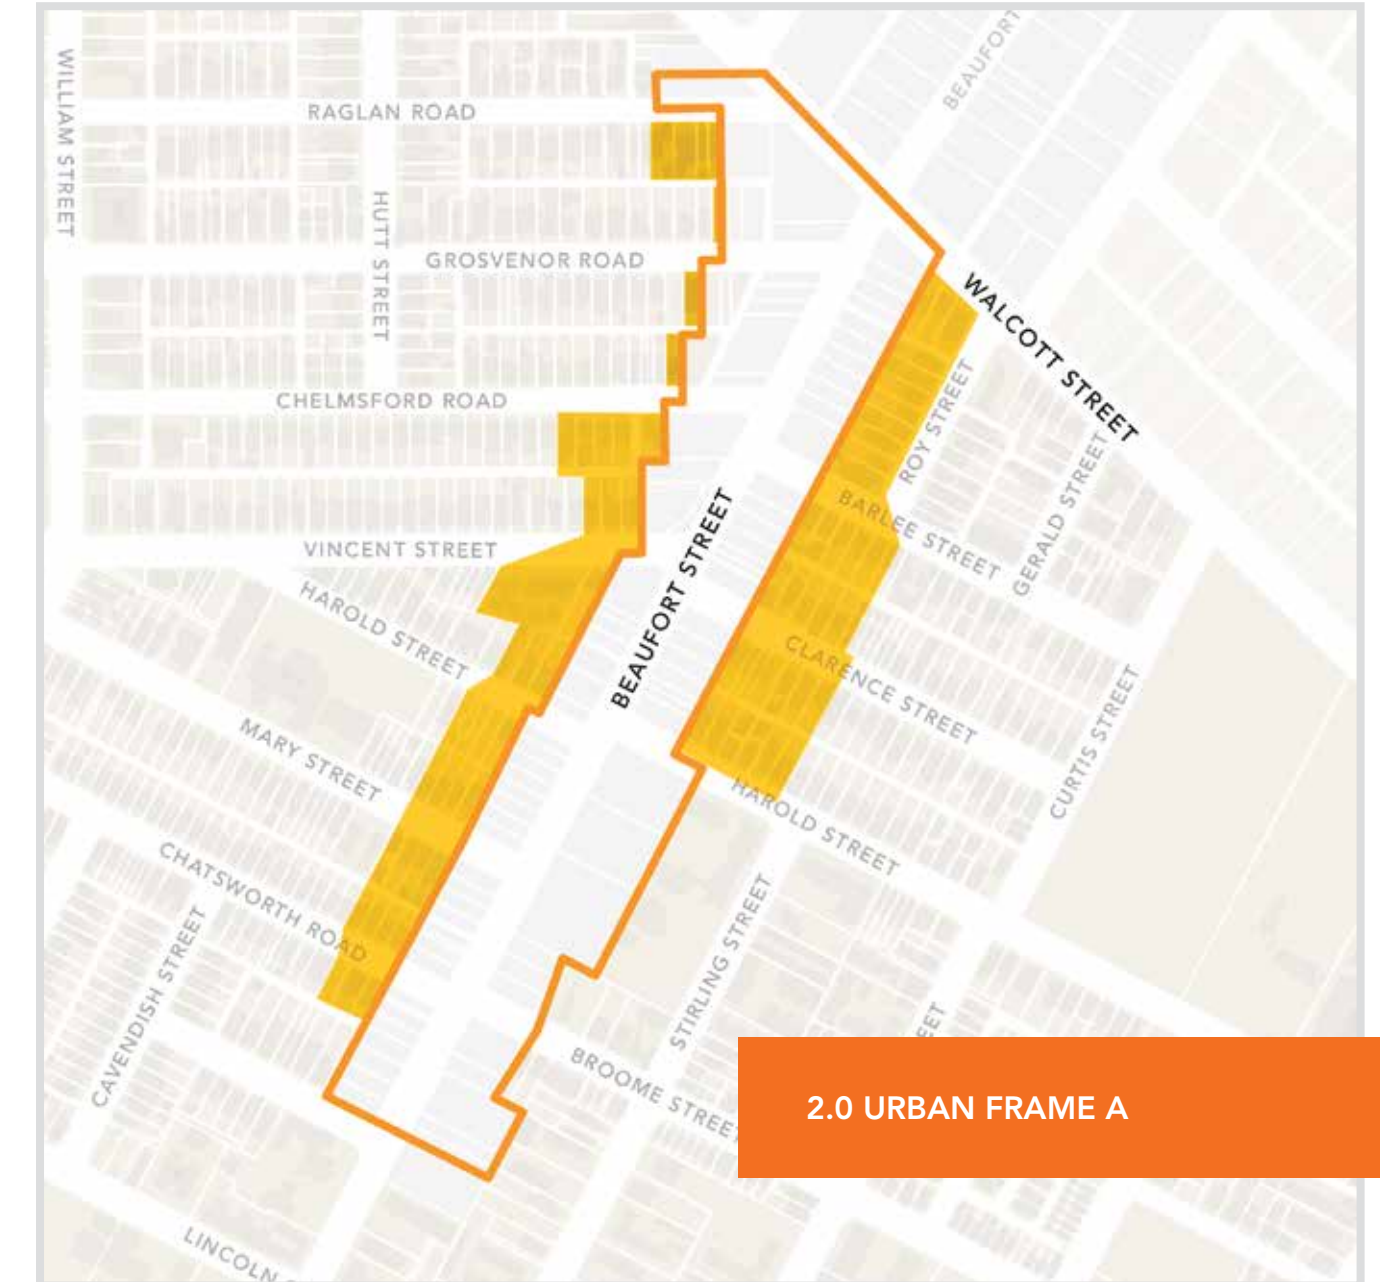 BEAUFORT
WILLIAM STREET
RAGLAN ROAD
HUTT STREET
GROSVENOR ROAD
WALCOTT STREET
CHELMSFORD ROAD
ROY STREET
GERALD STREET
BEAUFORT STREET
BARLEE STREET
VINCENT STREET
HAROLD STREET
CLARENCE STREET
CURTIS STREET
MARY STREET
HAROLD STREET
CHATSWORTH ROAD
STIRLING STREET
CAVENDISH STREET
BROOME STREET
2.0 URBAN FRAME A
LINCOLN